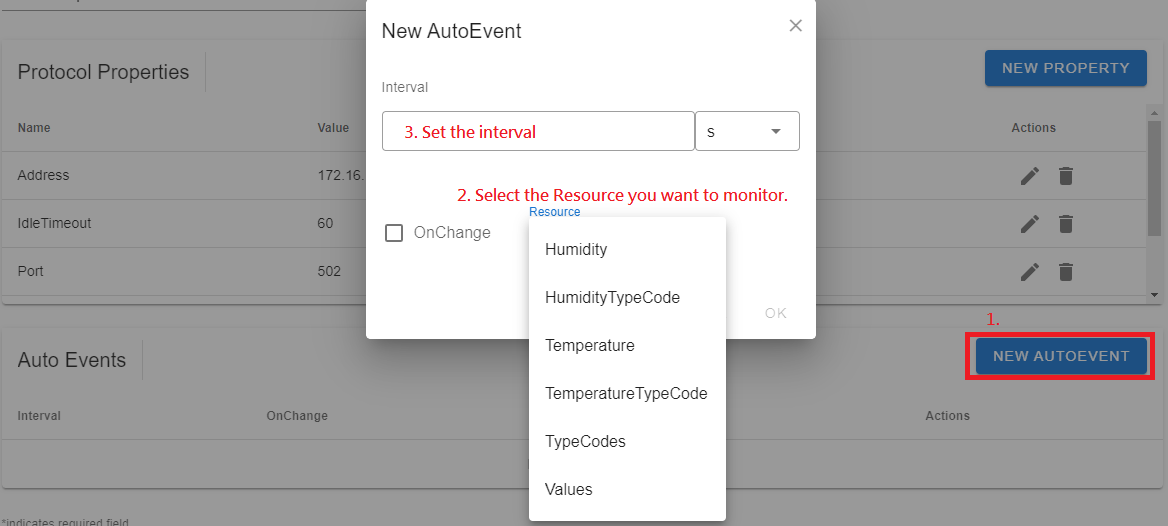 New AutoEvent
Protocol Properties
NEW PROPERTY
Interval
Name Value Actions
3. Set the interval s
Address 172.16.
2. Select the Resource you want to monitor.
Resource
IdleTimeout 60
OnChange
Humidity
Port 502
HumidityTypeCode
OK
1.
Temperature
Auto Events
NEW AUTOEVENT
TemperatureTypeCode
Interval OnChange Actions
TypeCodes
Values
*indicates required field